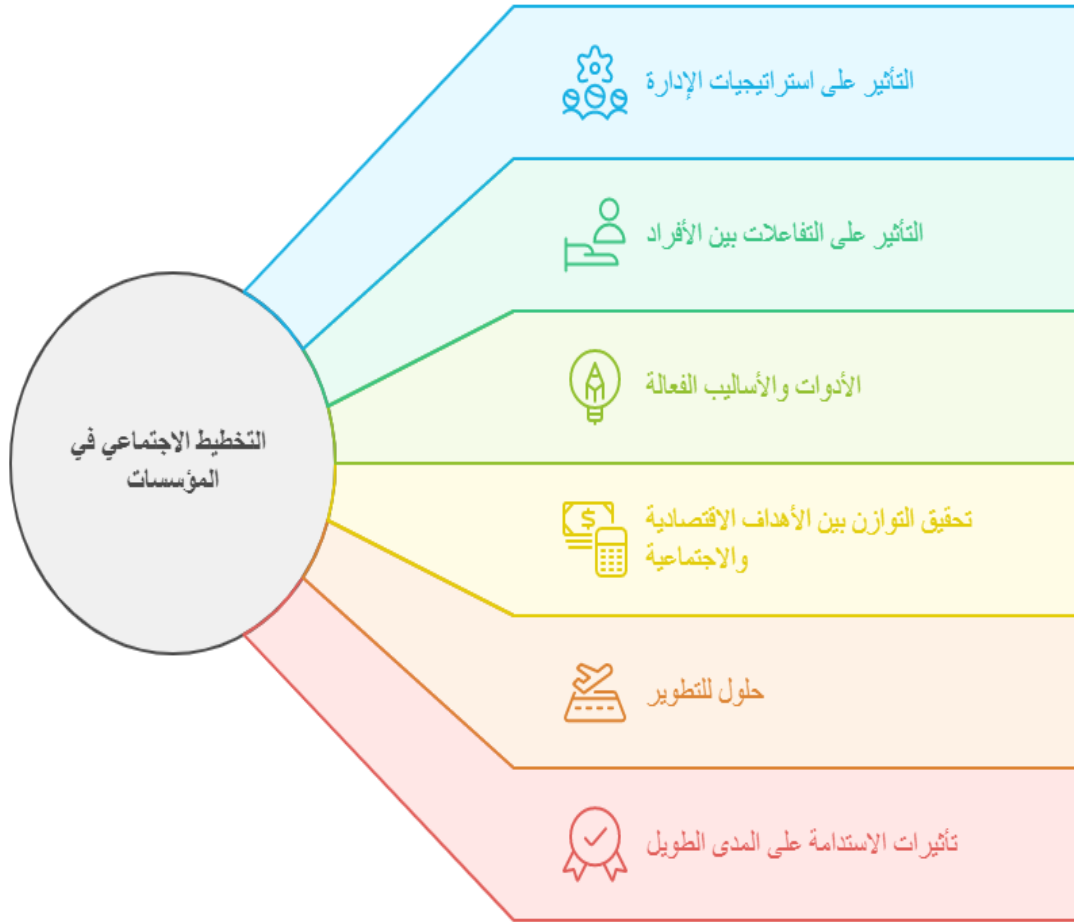 التأثير على استراتيجيات الإدارة
التأثير على التفاعلات بين الأفراد
الأدوات والأساليب الفعالة
التخطيط الاجتماعي في
المؤسسات
$
تحقيق التوازن بين الأهداف الاقتصادية
والاجتماعية
حلول للتطوير
تأثيرات الاستدامة على المدى الطويل